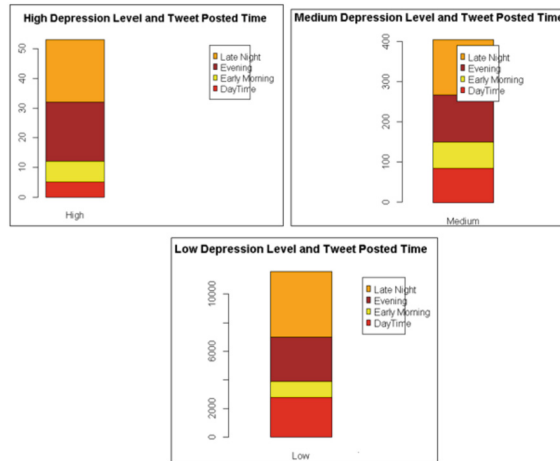 High Depression Level and Tweet Posted Time
50
40
30
20
10
0
Late Night
Evening
Early Morning
DayTime
High
Medium Depression Level and Tweet Posted Time
400
300
200
100
0
Late Night
Evening
Early Morning
DayTime
Medium
Low Depression Level and Tweet Posted Time
10000
6000
2000
0
Late Night
Evening
Early Morning
DayTime
Low